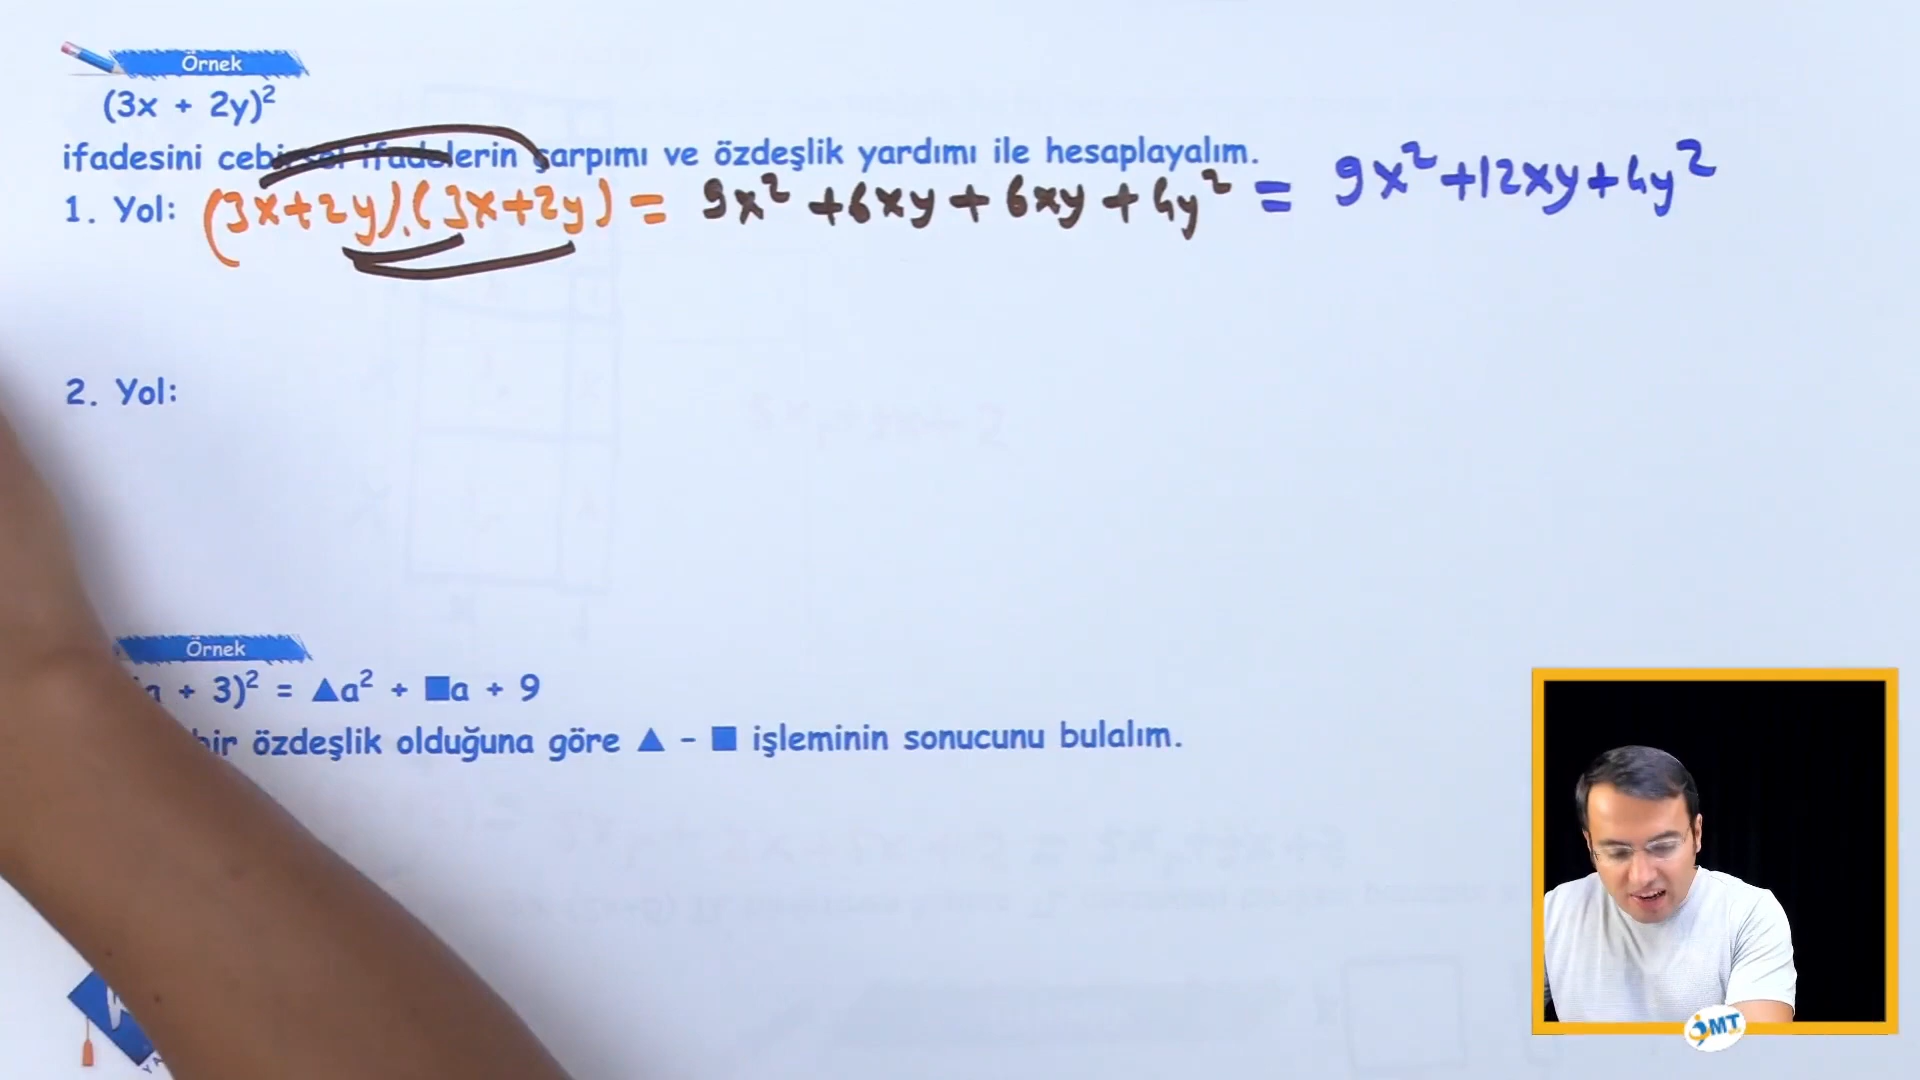 Örnek
(3x + 2y)²
ifadesini cebirsel ifadelerin çarpımı ve özdeşlik yardımı ile hesaplayalım.
1. Yol: (3x+2y).(3x+2y) = 9x² + 6xy + 6xy + 4y² = 9x² + 12xy + 4y²
2. Yol:
Örnek
+ 3)² = ▲a² + ■a + 9
bir özdeşlik olduğuna göre ▲ - ■ işleminin sonucunu bulalım.
MT